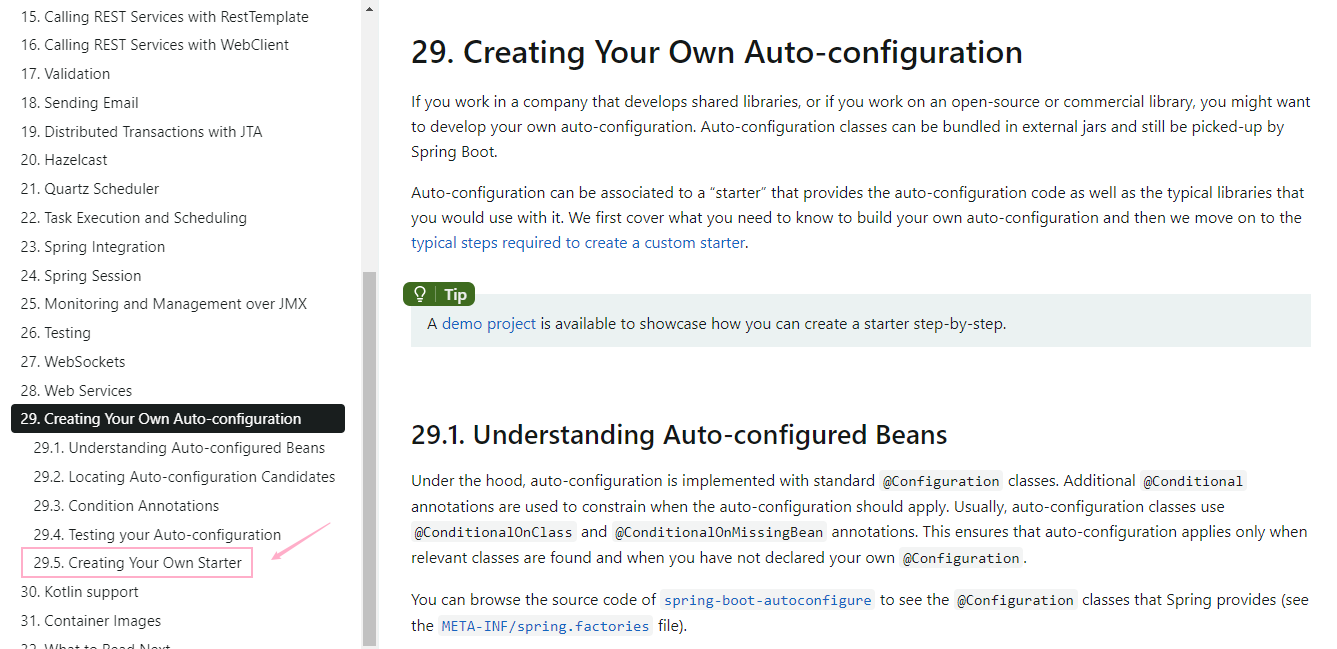 15. Calling REST Services with RestTemplate
16. Calling REST Services with WebClient
17. Validation
18. Sending Email
19. Distributed Transactions with JTA
20. Hazelcast
21. Quartz Scheduler
22. Task Execution and Scheduling
23. Spring Integration
24. Spring Session
25. Monitoring and Management over JMX
26. Testing
27. WebSockets
28. Web Services
29. Creating Your Own Auto-configuration
29.1. Understanding Auto-configured Beans
29.2. Locating Auto-configuration Candidates
29.3. Condition Annotations
29.4. Testing your Auto-configuration
29.5. Creating Your Own Starter
30. Kotlin support
31. Container Images
32. What to Read Next
29. Creating Your Own Auto-configuration
If you work in a company that develops shared libraries, or if you work on an open-source or commercial library, you might want
to develop your own auto-configuration. Auto-configuration classes can be bundled in external jars and still be picked-up by
Spring Boot.
Auto-configuration can be associated to a “starter” that provides the auto-configuration code as well as the typical libraries that
you would use with it. We first cover what you need to know to build your own auto-configuration and then we move on to the
typical steps required to create a custom starter.
Tip
A demo project is available to showcase how you can create a starter step-by-step.
29.1. Understanding Auto-configured Beans
Under the hood, auto-configuration is implemented with standard @Configuration classes. Additional @Conditional
annotations are used to constrain when the auto-configuration should apply. Usually, auto-configuration classes use
@ConditionalOnClass and @ConditionalOnMissingBean annotations. This ensures that auto-configuration applies only when
relevant classes are found and when you have not declared your own @Configuration.
You can browse the source code of spring-boot-autoconfigure to see the @Configuration classes that Spring provides (see
the META-INF/spring.factories file).